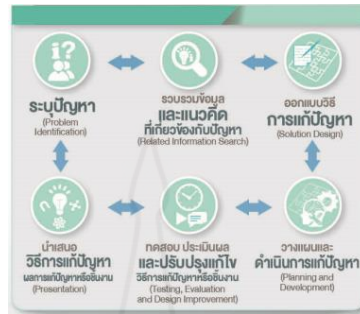 ระบุปัญหา
(Problem
Identification)
รวบรวมข้อมูล
และแนวคิด
ที่เกี่ยวข้องกับปัญหา
(Related Information Search)
ออกแบบวิธี
การแก้ปัญหา
(Solution Design)
นำเสนอ
วิธีการแก้ปัญหา
ผลการแก้ปัญหาหรือชิ้นงาน
(Presentation)
ทดสอบ ประเมินผล
และปรับปรุงแก้ไข
วิธีการแก้ปัญหาหรือชิ้นงาน
(Testing, Evaluation
and Design Improvement)
วางแผนและ
ดำเนินการแก้ปัญหา
(Planning and
Development)